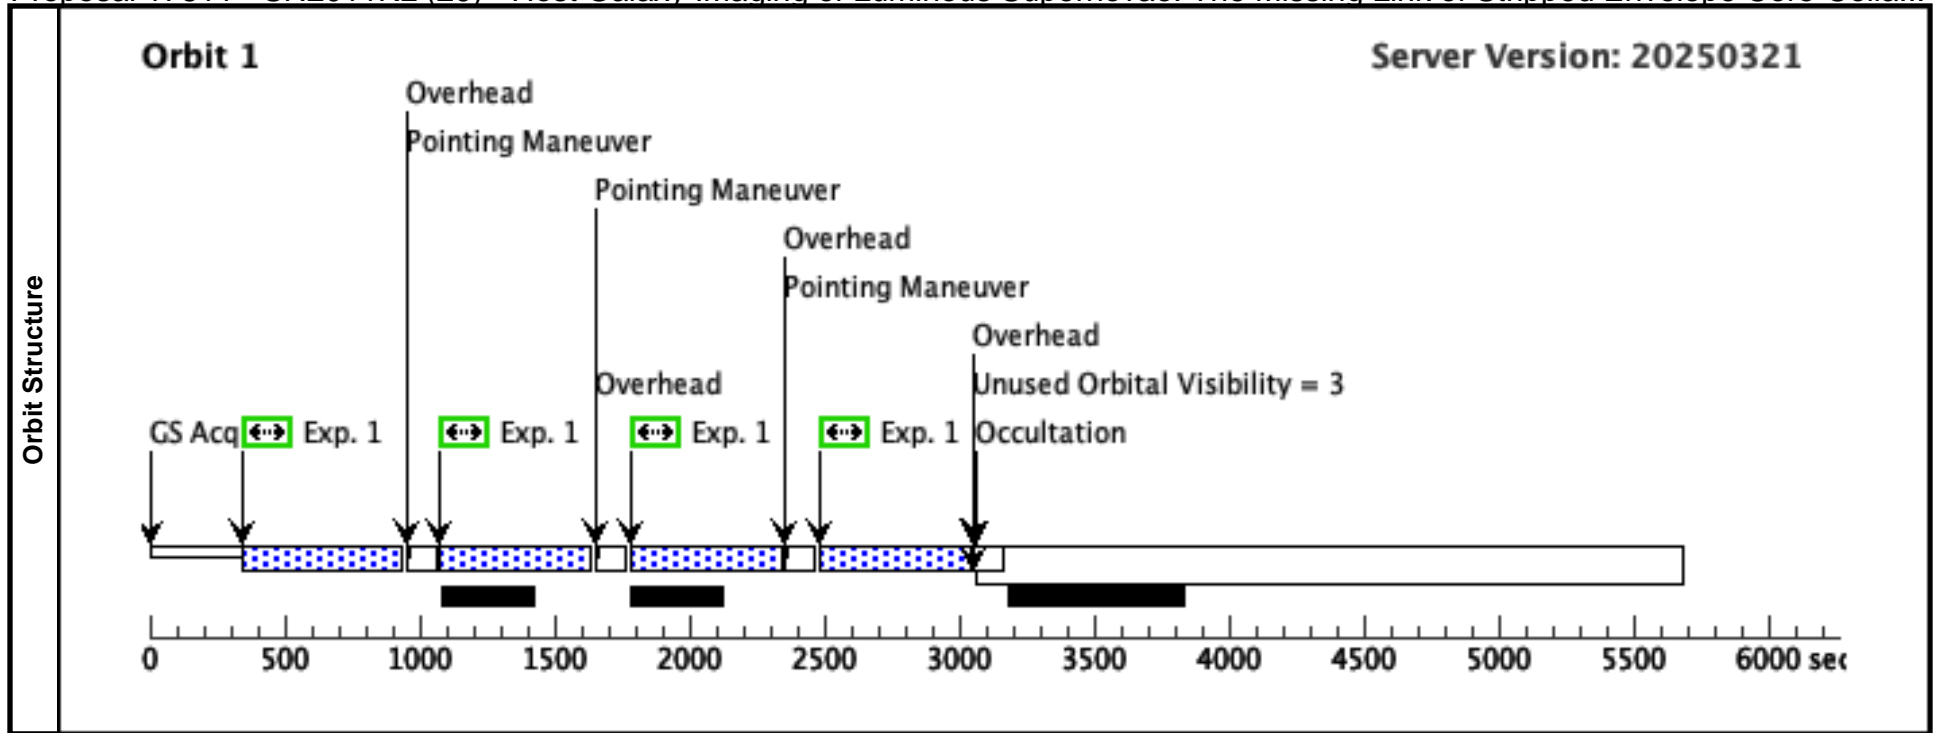 Orbit 1
Server Version: 20250321
Overhead
Pointing Maneuver
Pointing Maneuver
Overhead
Pointing Maneuver
Overhead
Overhead
Unused Orbital Visibility = 3
GS Acq
Exp. 1
Exp. 1
Exp. 1
Exp. 1
Occultation
0 500 1000 1500 2000 2500 3000 3500 4000 4500 5000 5500 6000 sec
Orbit Structure